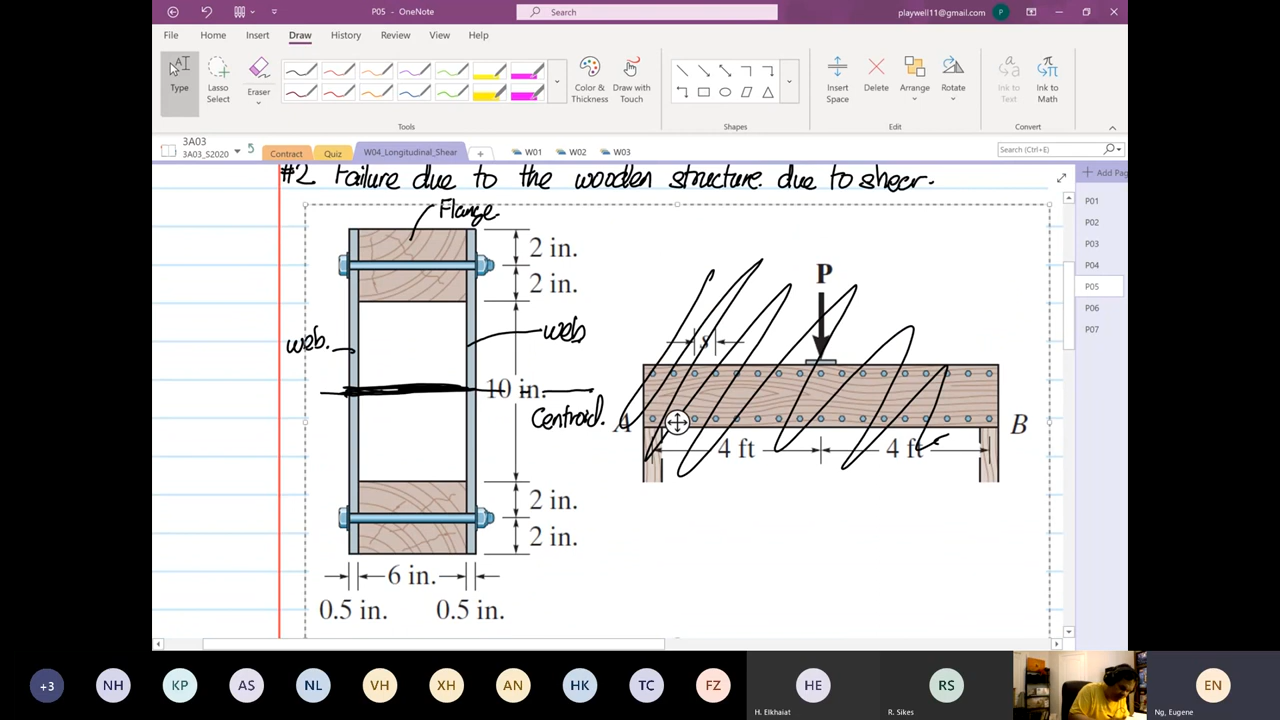 P05 - OneNote
Search
playwell11@gmail.com
P
File Home Insert Draw History Review View Help
Type
Lasso Select
Eraser
Color & Thickness
Draw with Touch
Insert Space
Delete
Arrange
Rotate
Ink to Text
Ink to Math
Tools
Shapes
Edit
Convert
3A03
3A03_S2020
5
Contract
Quiz
W04_Longitudinal_Shear
W01
W02
W03
Search (Ctrl+E)
Add Pag
P01
P02
P03
P04
P05
P06
P07
#2 Failure due to the wooden structure. due to shear.
Flange
2 in.
2 in.
web.
web
10 in.
Centroid.
2 in.
2 in.
6 in.
0.5 in.
0.5 in.
P
s
A
B
4 ft
4 ft
+3 NH KP AS NL VH XH AN HK TC FZ HE RS EN
H. Elkhaiat
R. Sikes
Ng, Eugene